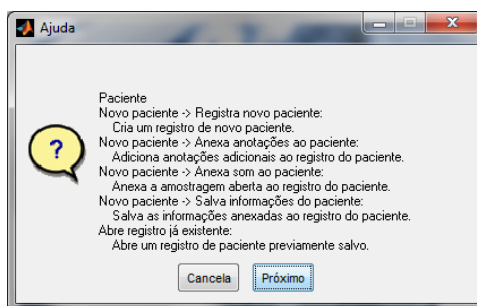 Ajuda
Paciente
Novo paciente -> Registra novo paciente:
Cria um registro de novo paciente.
Novo paciente -> Anexa anotações ao paciente:
Adiciona anotações adicionais ao registro do paciente.
Novo paciente -> Anexa som ao paciente:
Anexa a amostragem aberta ao registro do paciente.
Novo paciente -> Salva informações do paciente:
Salva as informações anexadas ao registro do paciente.
Abre registro já existente:
Abre um registro de paciente previamente salvo.
?
Cancela Próximo